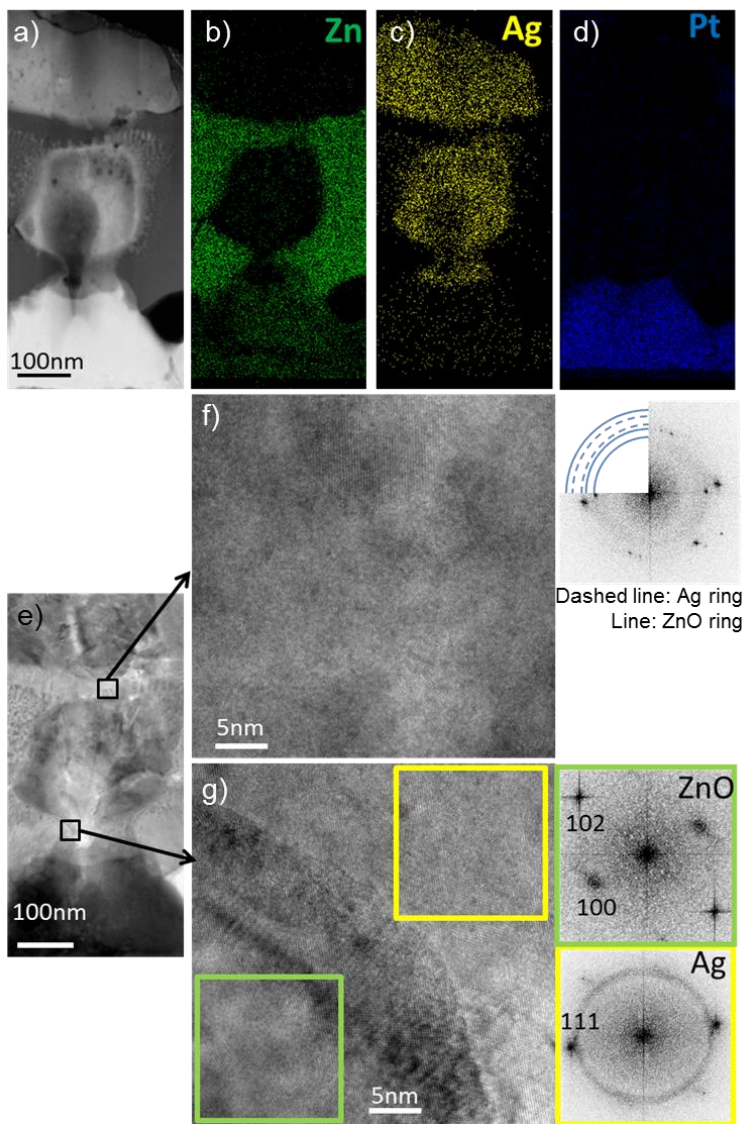 a)
b)
Zn
c)
Ag
d)
Pt
100nm
f)
5nm
Dashed line: Ag ring
Line: ZnO ring
e)
100nm
g)
5nm
ZnO
102
100
Ag
111